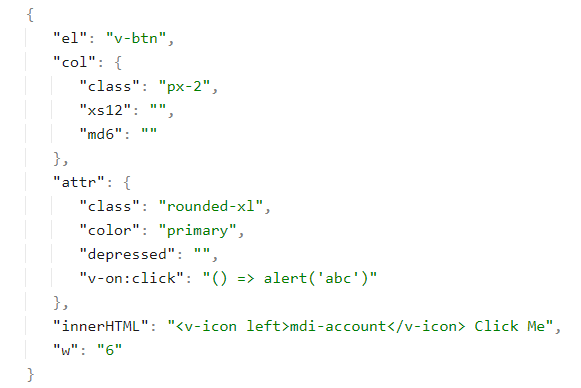 {
"el": "v-btn",
"col": {
"class": "px-2",
"xs12": "",
"md6": ""
},
"attr": {
"class": "rounded-xl",
"color": "primary",
"depressed": "",
"v-on:click": "() => alert('abc')"
},
"innerHTML": "<v-icon left>mdi-account</v-icon> Click Me",
"w": "6"
}